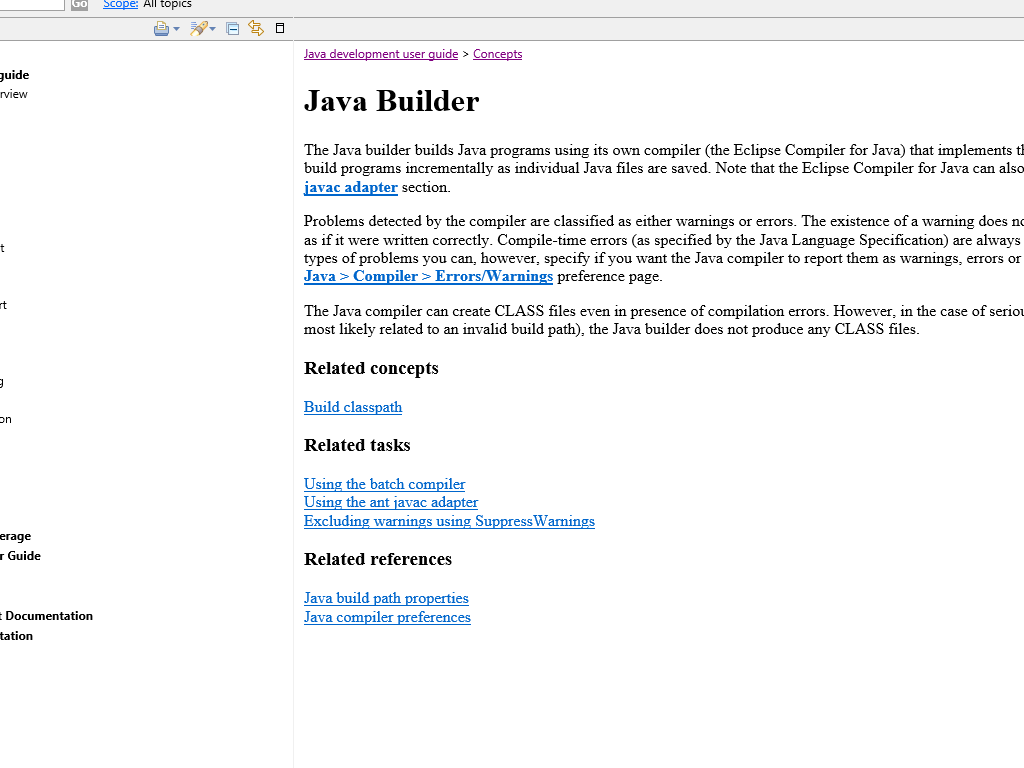 Go Scope: All topics
guide
rview
t
rt
g
on
erage
r Guide
t Documentation
tation
Java development user guide > Concepts
Java Builder
The Java builder builds Java programs using its own compiler (the Eclipse Compiler for Java) that implements th
build programs incrementally as individual Java files are saved. Note that the Eclipse Compiler for Java can also
javac adapter section.
Problems detected by the compiler are classified as either warnings or errors. The existence of a warning does no
as if it were written correctly. Compile-time errors (as specified by the Java Language Specification) are always
types of problems you can, however, specify if you want the Java compiler to report them as warnings, errors or
Java > Compiler > Errors/Warnings preference page.
The Java compiler can create CLASS files even in presence of compilation errors. However, in the case of seriou
most likely related to an invalid build path), the Java builder does not produce any CLASS files.
Related concepts
Build classpath
Related tasks
Using the batch compiler
Using the ant javac adapter
Excluding warnings using SuppressWarnings
Related references
Java build path properties
Java compiler preferences